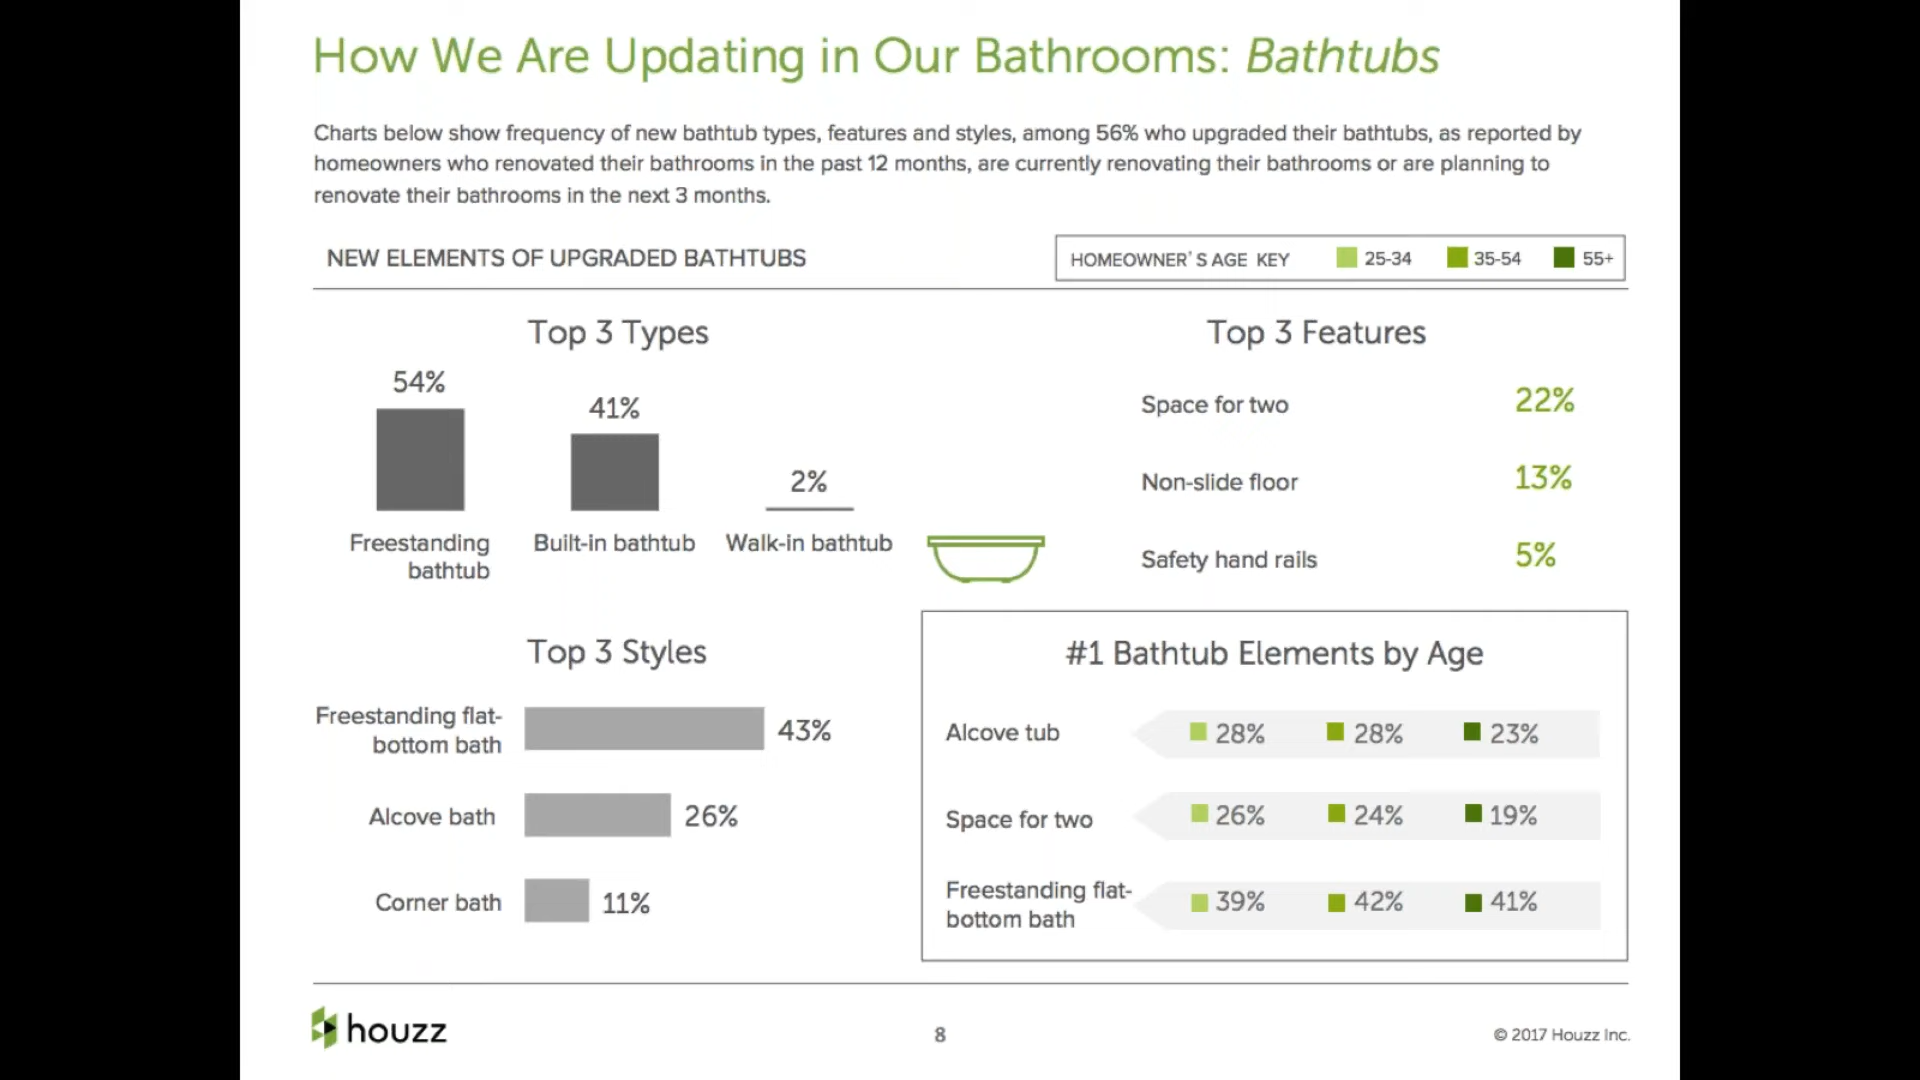 How We Are Updating in Our Bathrooms: Bathtubs
Charts below show frequency of new bathtub types, features and styles, among 56% who upgraded their bathtubs, as reported by
homeowners who renovated their bathrooms in the past 12 months, are currently renovating their bathrooms or are planning to
renovate their bathrooms in the next 3 months.
NEW ELEMENTS OF UPGRADED BATHTUBS
HOMEOWNER'S AGE KEY 25-34 35-54 55+
Top 3 Types
54%
41%
2%
Freestanding
bathtub
Built-in bathtub
Walk-in bathtub
Top 3 Features
Space for two 22%
Non-slide floor 13%
Safety hand rails 5%
Top 3 Styles
Freestanding flat-
bottom bath
43%
Alcove bath 26%
Corner bath 11%
#1 Bathtub Elements by Age
Alcove tub 28% 28% 23%
Space for two 26% 24% 19%
Freestanding flat-
bottom bath
39% 42% 41%
houzz
8
© 2017 Houzz Inc.